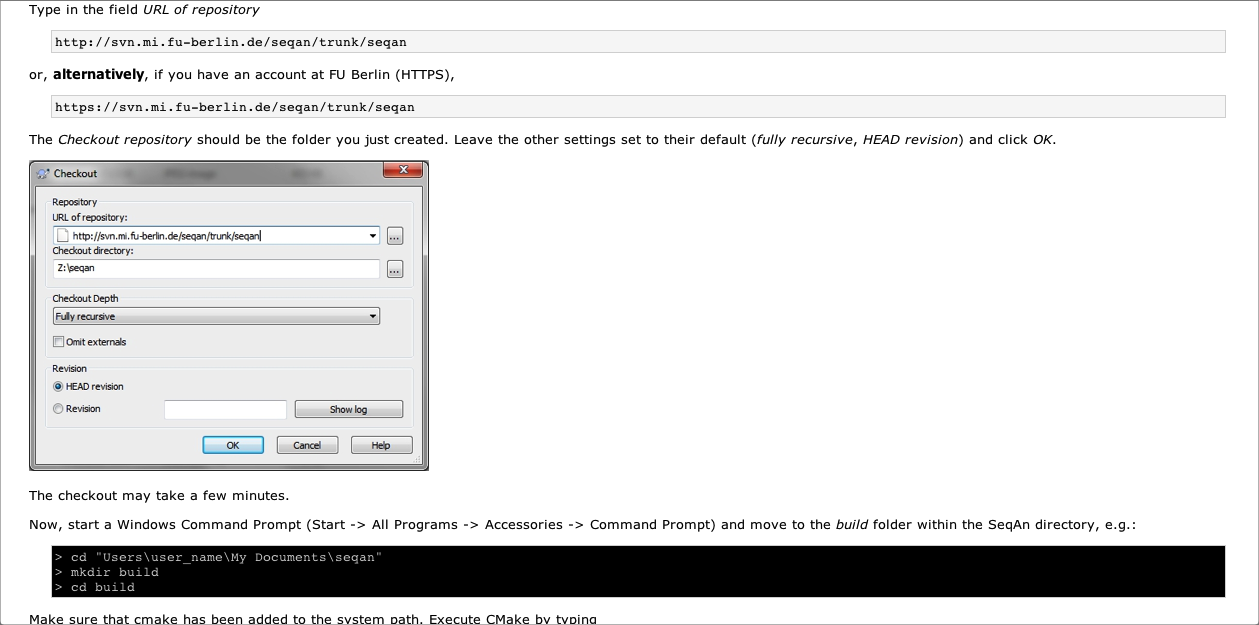 Type in the field URL of repository
http://svn.mi.fu-berlin.de/seqan/trunk/seqan
or, alternatively, if you have an account at FU Berlin (HTTPS),
https://svn.mi.fu-berlin.de/seqan/trunk/seqan
The Checkout repository should be the folder you just created. Leave the other settings set to their default (fully recursive, HEAD revision) and click OK.
Checkout
Repository
URL of repository:
http://svn.mi.fu-berlin.de/seqan/trunk/seqan
...
Checkout directory:
Z:\seqan
...
Checkout Depth
Fully recursive
Omit externals
Revision
HEAD revision
Revision
Show log
OK Cancel Help
The checkout may take a few minutes.
Now, start a Windows Command Prompt (Start -> All Programs -> Accessories -> Command Prompt) and move to the build folder within the SeqAn directory, e.g.:
> cd "Users\user_name\My Documents\seqan"
> mkdir build
> cd build
Make sure that cmake has been added to the system path. Execute CMake by typing